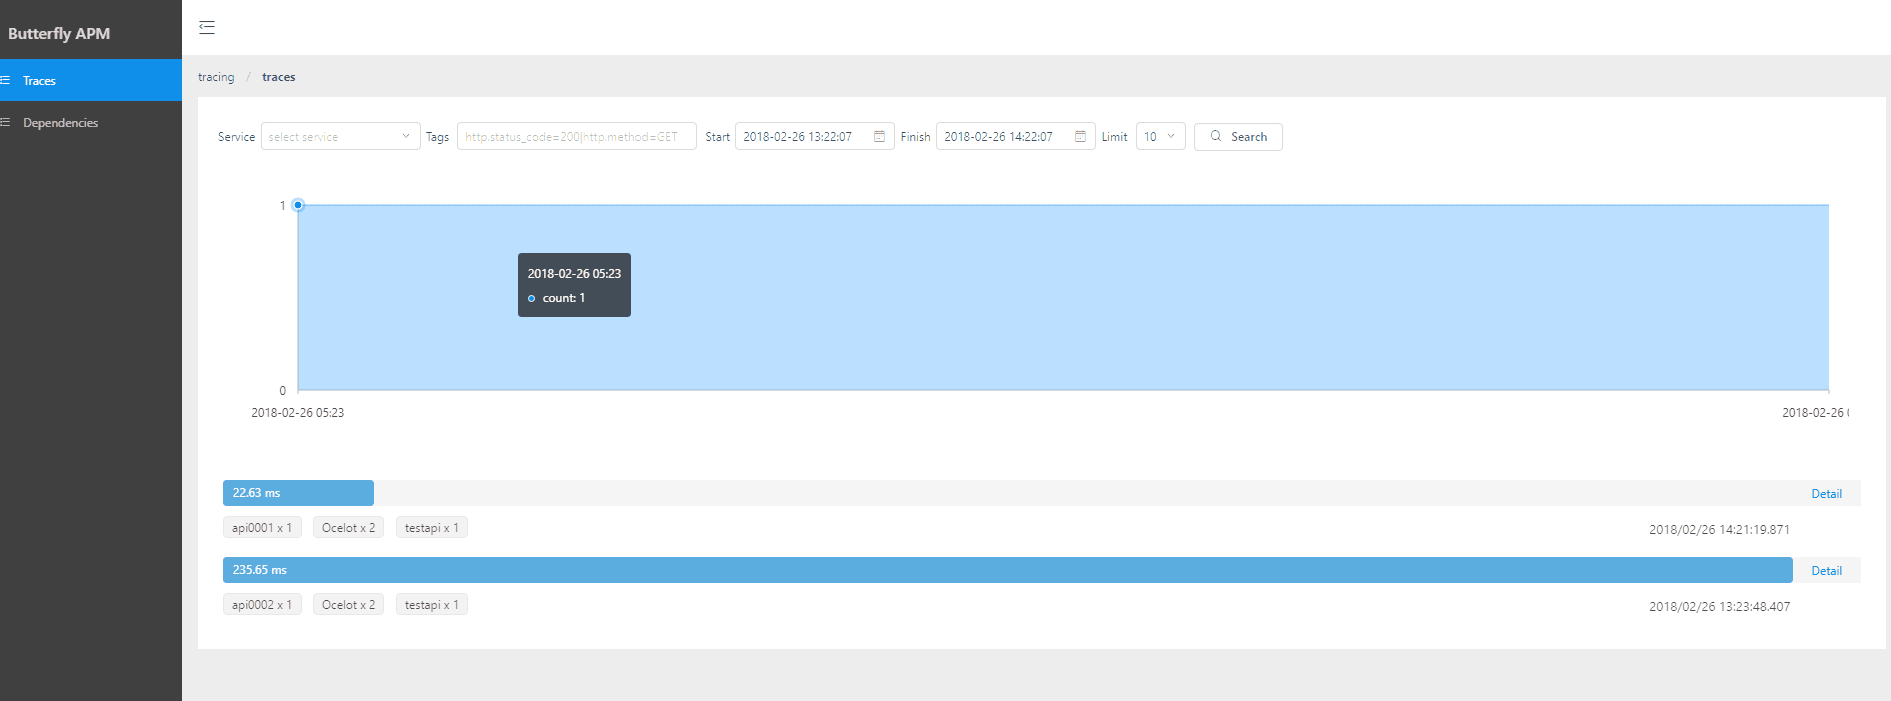 Butterfly APM
Traces
Dependencies
tracing / traces
Service select service Tags http.status_code=200|http.method=GET Start 2018-02-26 13:22:07 Finish 2018-02-26 14:22:07 Limit 10 Search
1
2018-02-26 05:23
count: 1
0
2018-02-26 05:23 2018-02-26
22.63 ms Detail
api0001 x 1 Ocelot x 2 testapi x 1 2018/02/26 14:21:19.871
235.65 ms Detail
api0002 x 1 Ocelot x 2 testapi x 1 2018/02/26 13:23:48.407